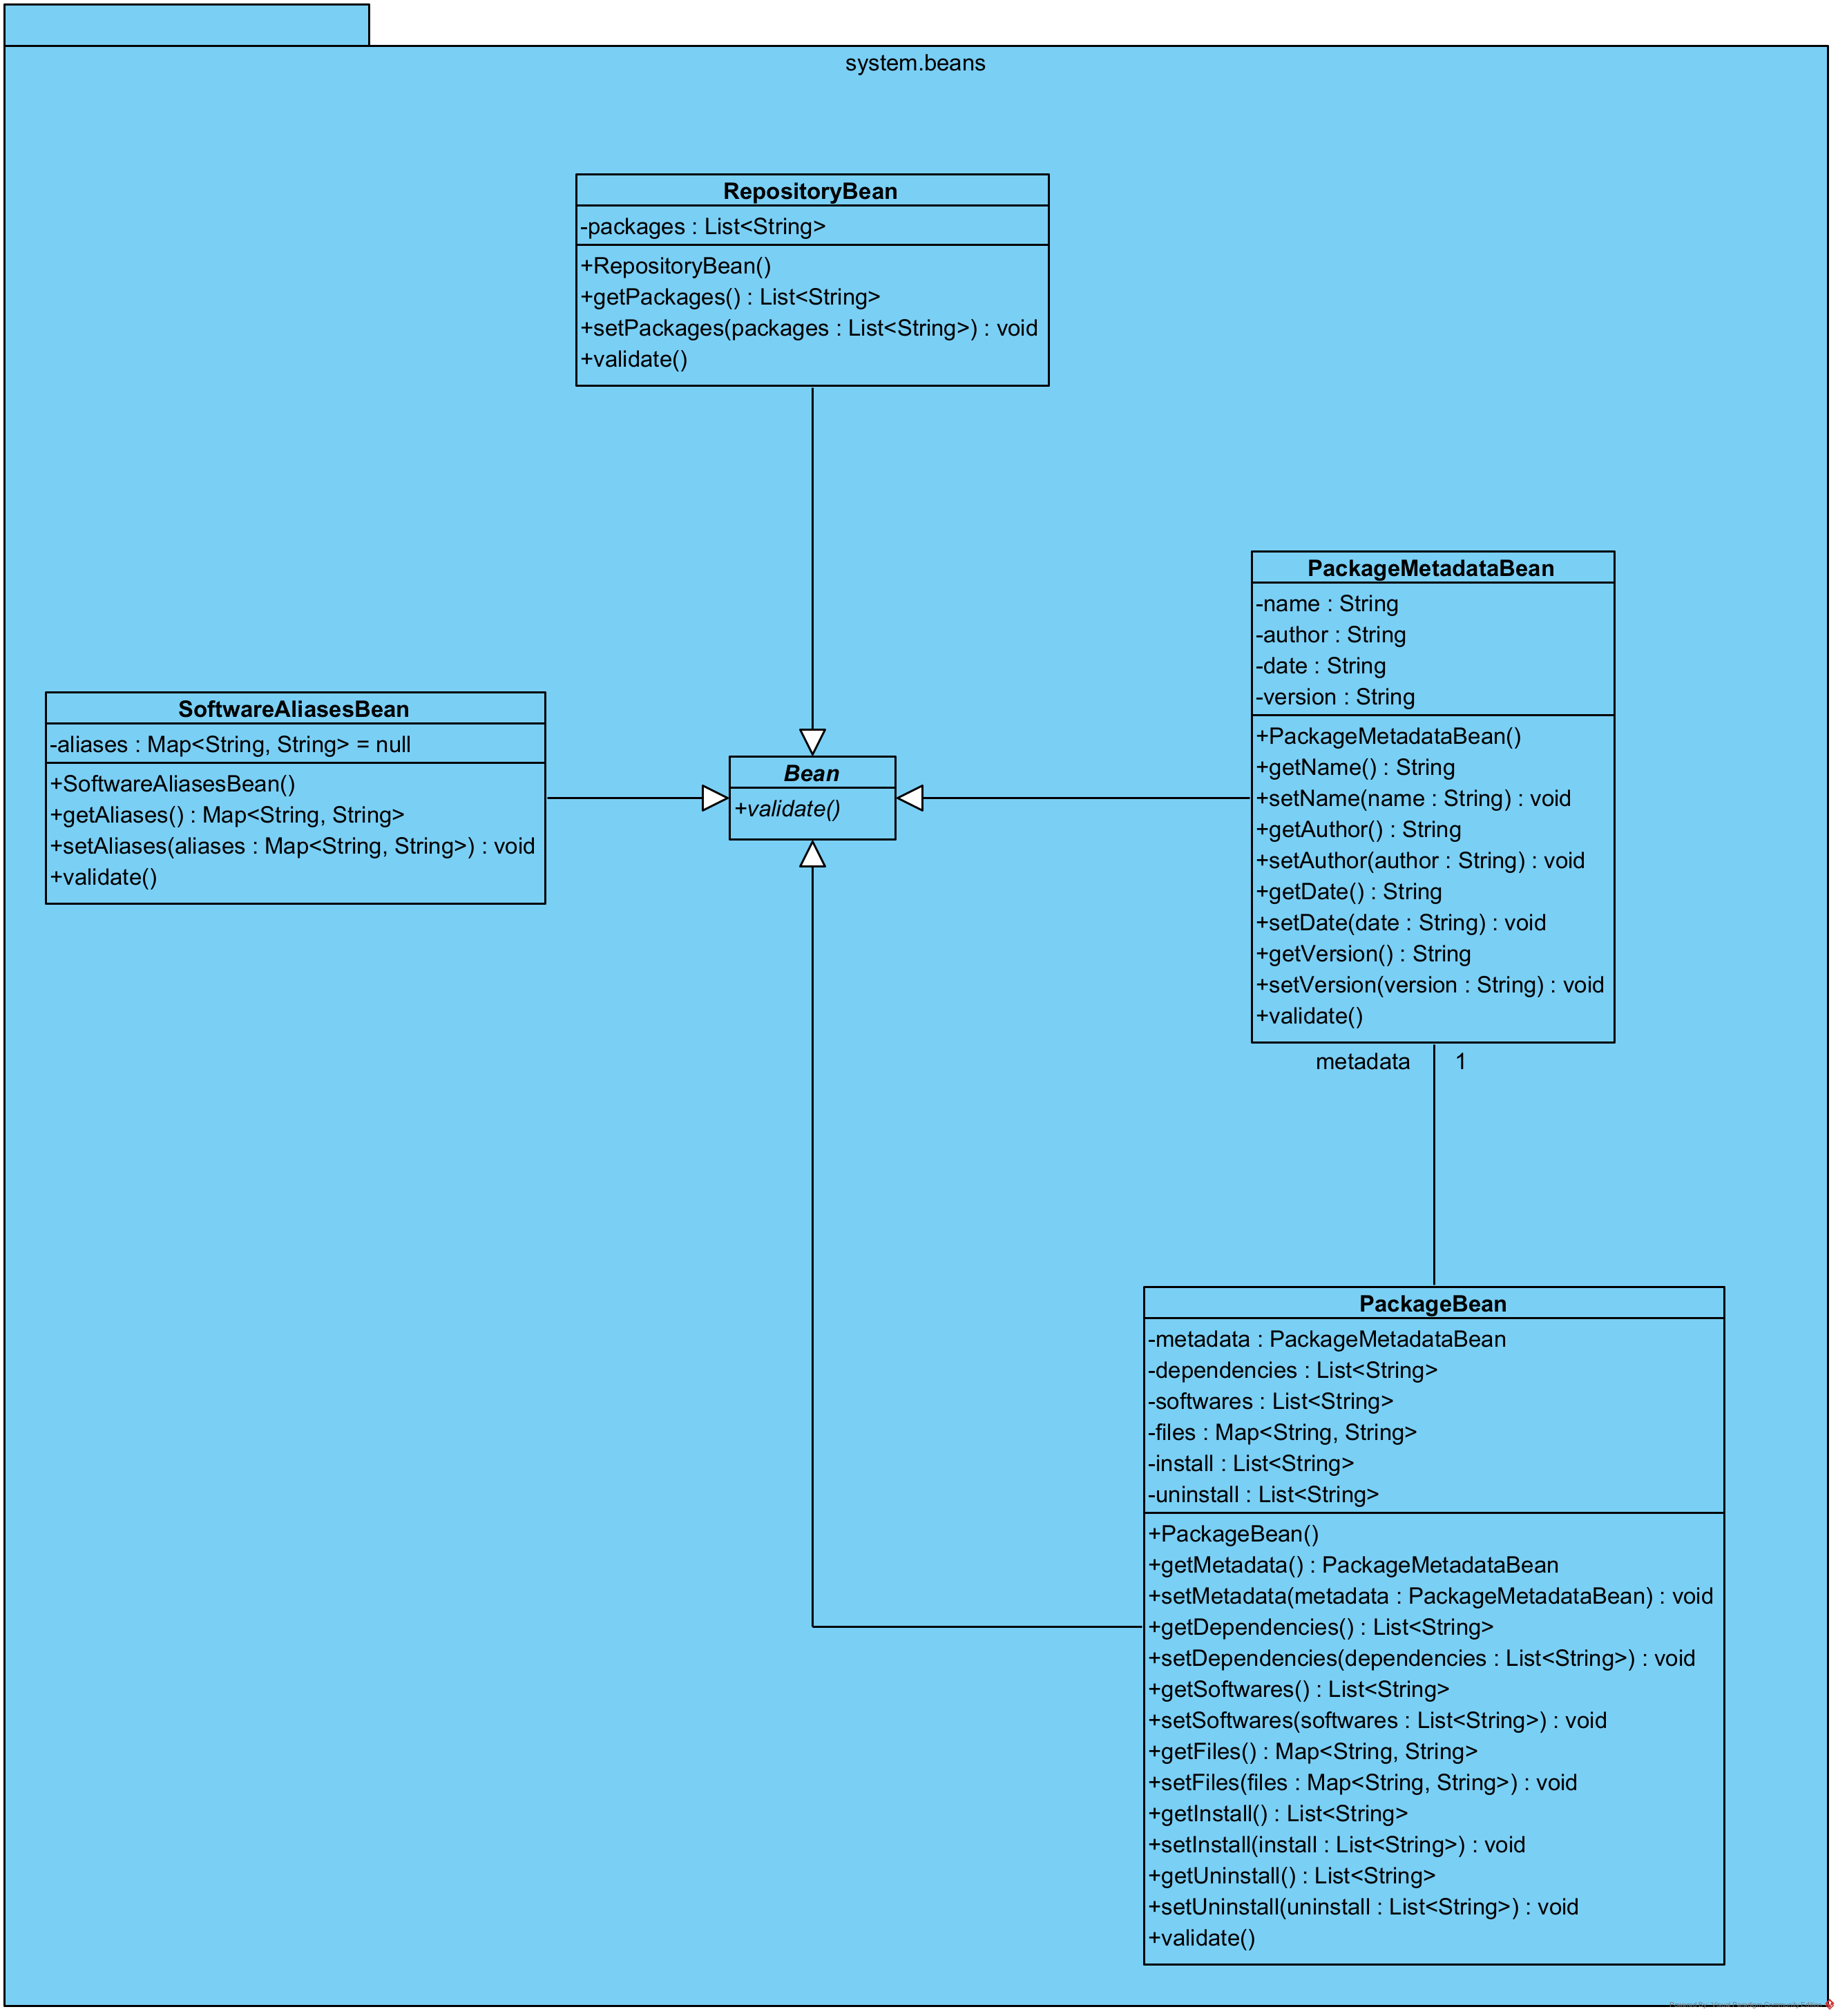 system.beans
RepositoryBean
-packages : List<String>
+RepositoryBean()
+getPackages() : List<String>
+setPackages(packages : List<String>) : void
+validate()
PackageMetadataBean
-name : String
-author : String
-date : String
-version : String
+PackageMetadataBean()
+getName() : String
+setName(name : String) : void
+getAuthor() : String
+setAuthor(author : String) : void
+getDate() : String
+setDate(date : String) : void
+getVersion() : String
+setVersion(version : String) : void
+validate()
SoftwareAliasesBean
-aliases : Map<String, String> = null
+SoftwareAliasesBean()
+getAliases() : Map<String, String>
+setAliases(aliases : Map<String, String>) : void
+validate()
Bean
+validate()
metadata 1
PackageBean
-metadata : PackageMetadataBean
-dependencies : List<String>
-softwares : List<String>
-files : Map<String, String>
-install : List<String>
-uninstall : List<String>
+PackageBean()
+getMetadata() : PackageMetadataBean
+setMetadata(metadata : PackageMetadataBean) : void
+getDependencies() : List<String>
+setDependencies(dependencies : List<String>) : void
+getSoftwares() : List<String>
+setSoftwares(softwares : List<String>) : void
+getFiles() : Map<String, String>
+setFiles(files : Map<String, String>) : void
+getInstall() : List<String>
+setInstall(install : List<String>) : void
+getUninstall() : List<String>
+setUninstall(uninstall : List<String>) : void
+validate()